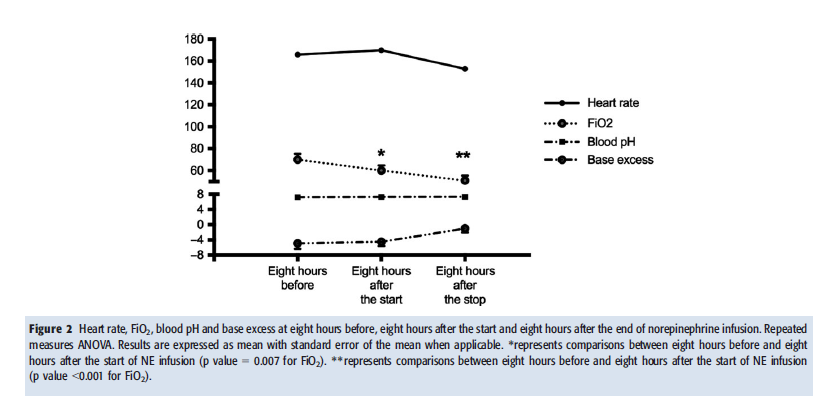 180
160
140
120
100
80
60
8
4
0
−4
−8
*
**
Heart rate
FiO2
Blood pH
Base excess
Eight hours before
Eight hours after the start
Eight hours after the stop
Figure 2 Heart rate, FiO₂, blood pH and base excess at eight hours before, eight hours after the start and eight hours after the end of norepinephrine infusion. Repeated
measures ANOVA. Results are expressed as mean with standard error of the mean when applicable. *represents comparisons between eight hours before and eight
hours after the start of NE infusion (p value = 0.007 for FiO₂). **represents comparisons between eight hours before and eight hours after the start of NE infusion
(p value <0.001 for FiO₂).